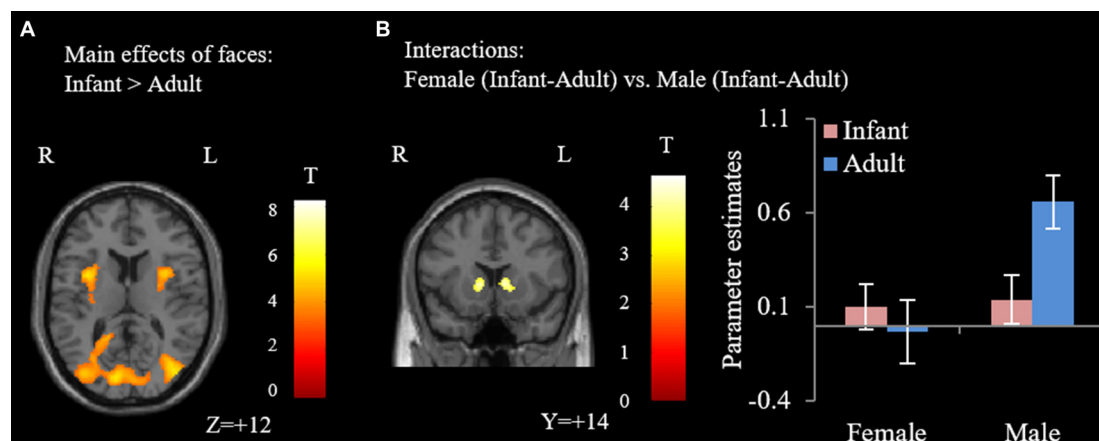 A
Main effects of faces:
Infant > Adult
R
L
T
8
6
4
2
0
Z=+12
B
Interactions:
Female (Infant-Adult) vs. Male (Infant-Adult)
R
L
T
4
3
2
1
0
Y=+14
Parameter estimates
1.1
0.6
0.1
-0.4
Infant
Adult
Female
Male